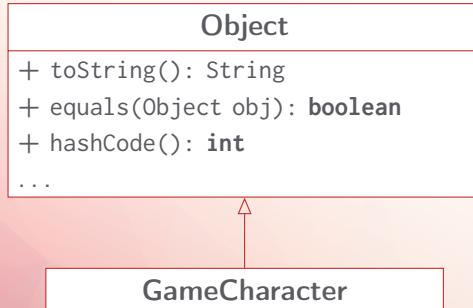 Object
+ toString(): String
+ equals(Object obj): boolean
+ hashCode(): int
...
GameCharacter